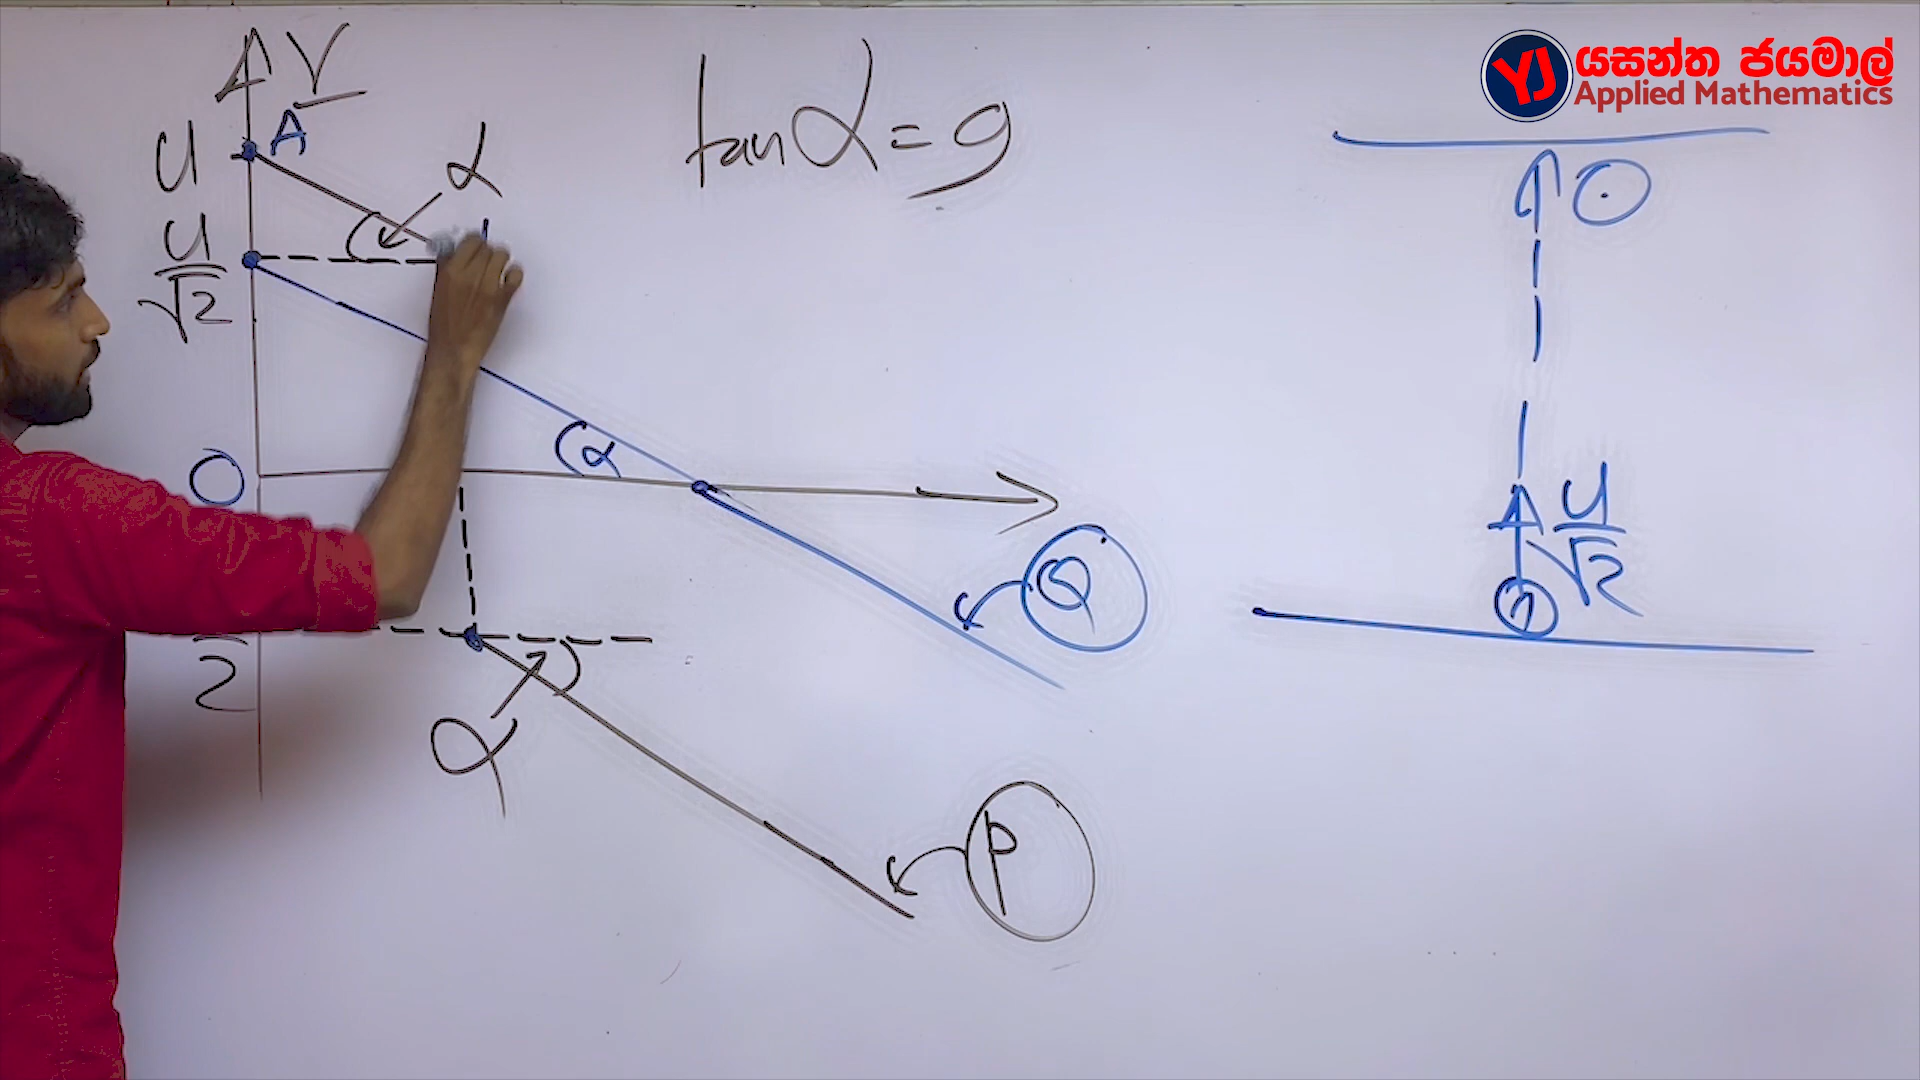 YJ යසන්ත ජයමාල්
Applied Mathematics
V
A
u
α
tan α = g
u
√2
O
α
Q
2
α
P
O
u
√2